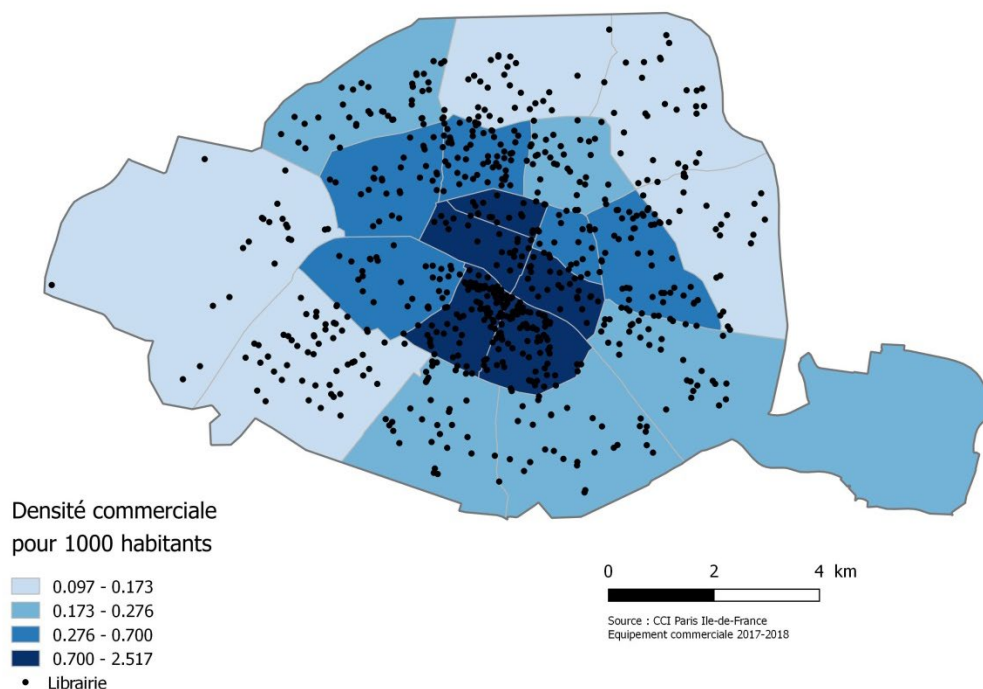 Densité commerciale
pour 1000 habitants
0.097 - 0.173
0.173 - 0.276
0.276 - 0.700
0.700 - 2.517
Librairie
0 2 4 km
Source : CCI Paris Ile-de-France
Equipement commerciale 2017-2018